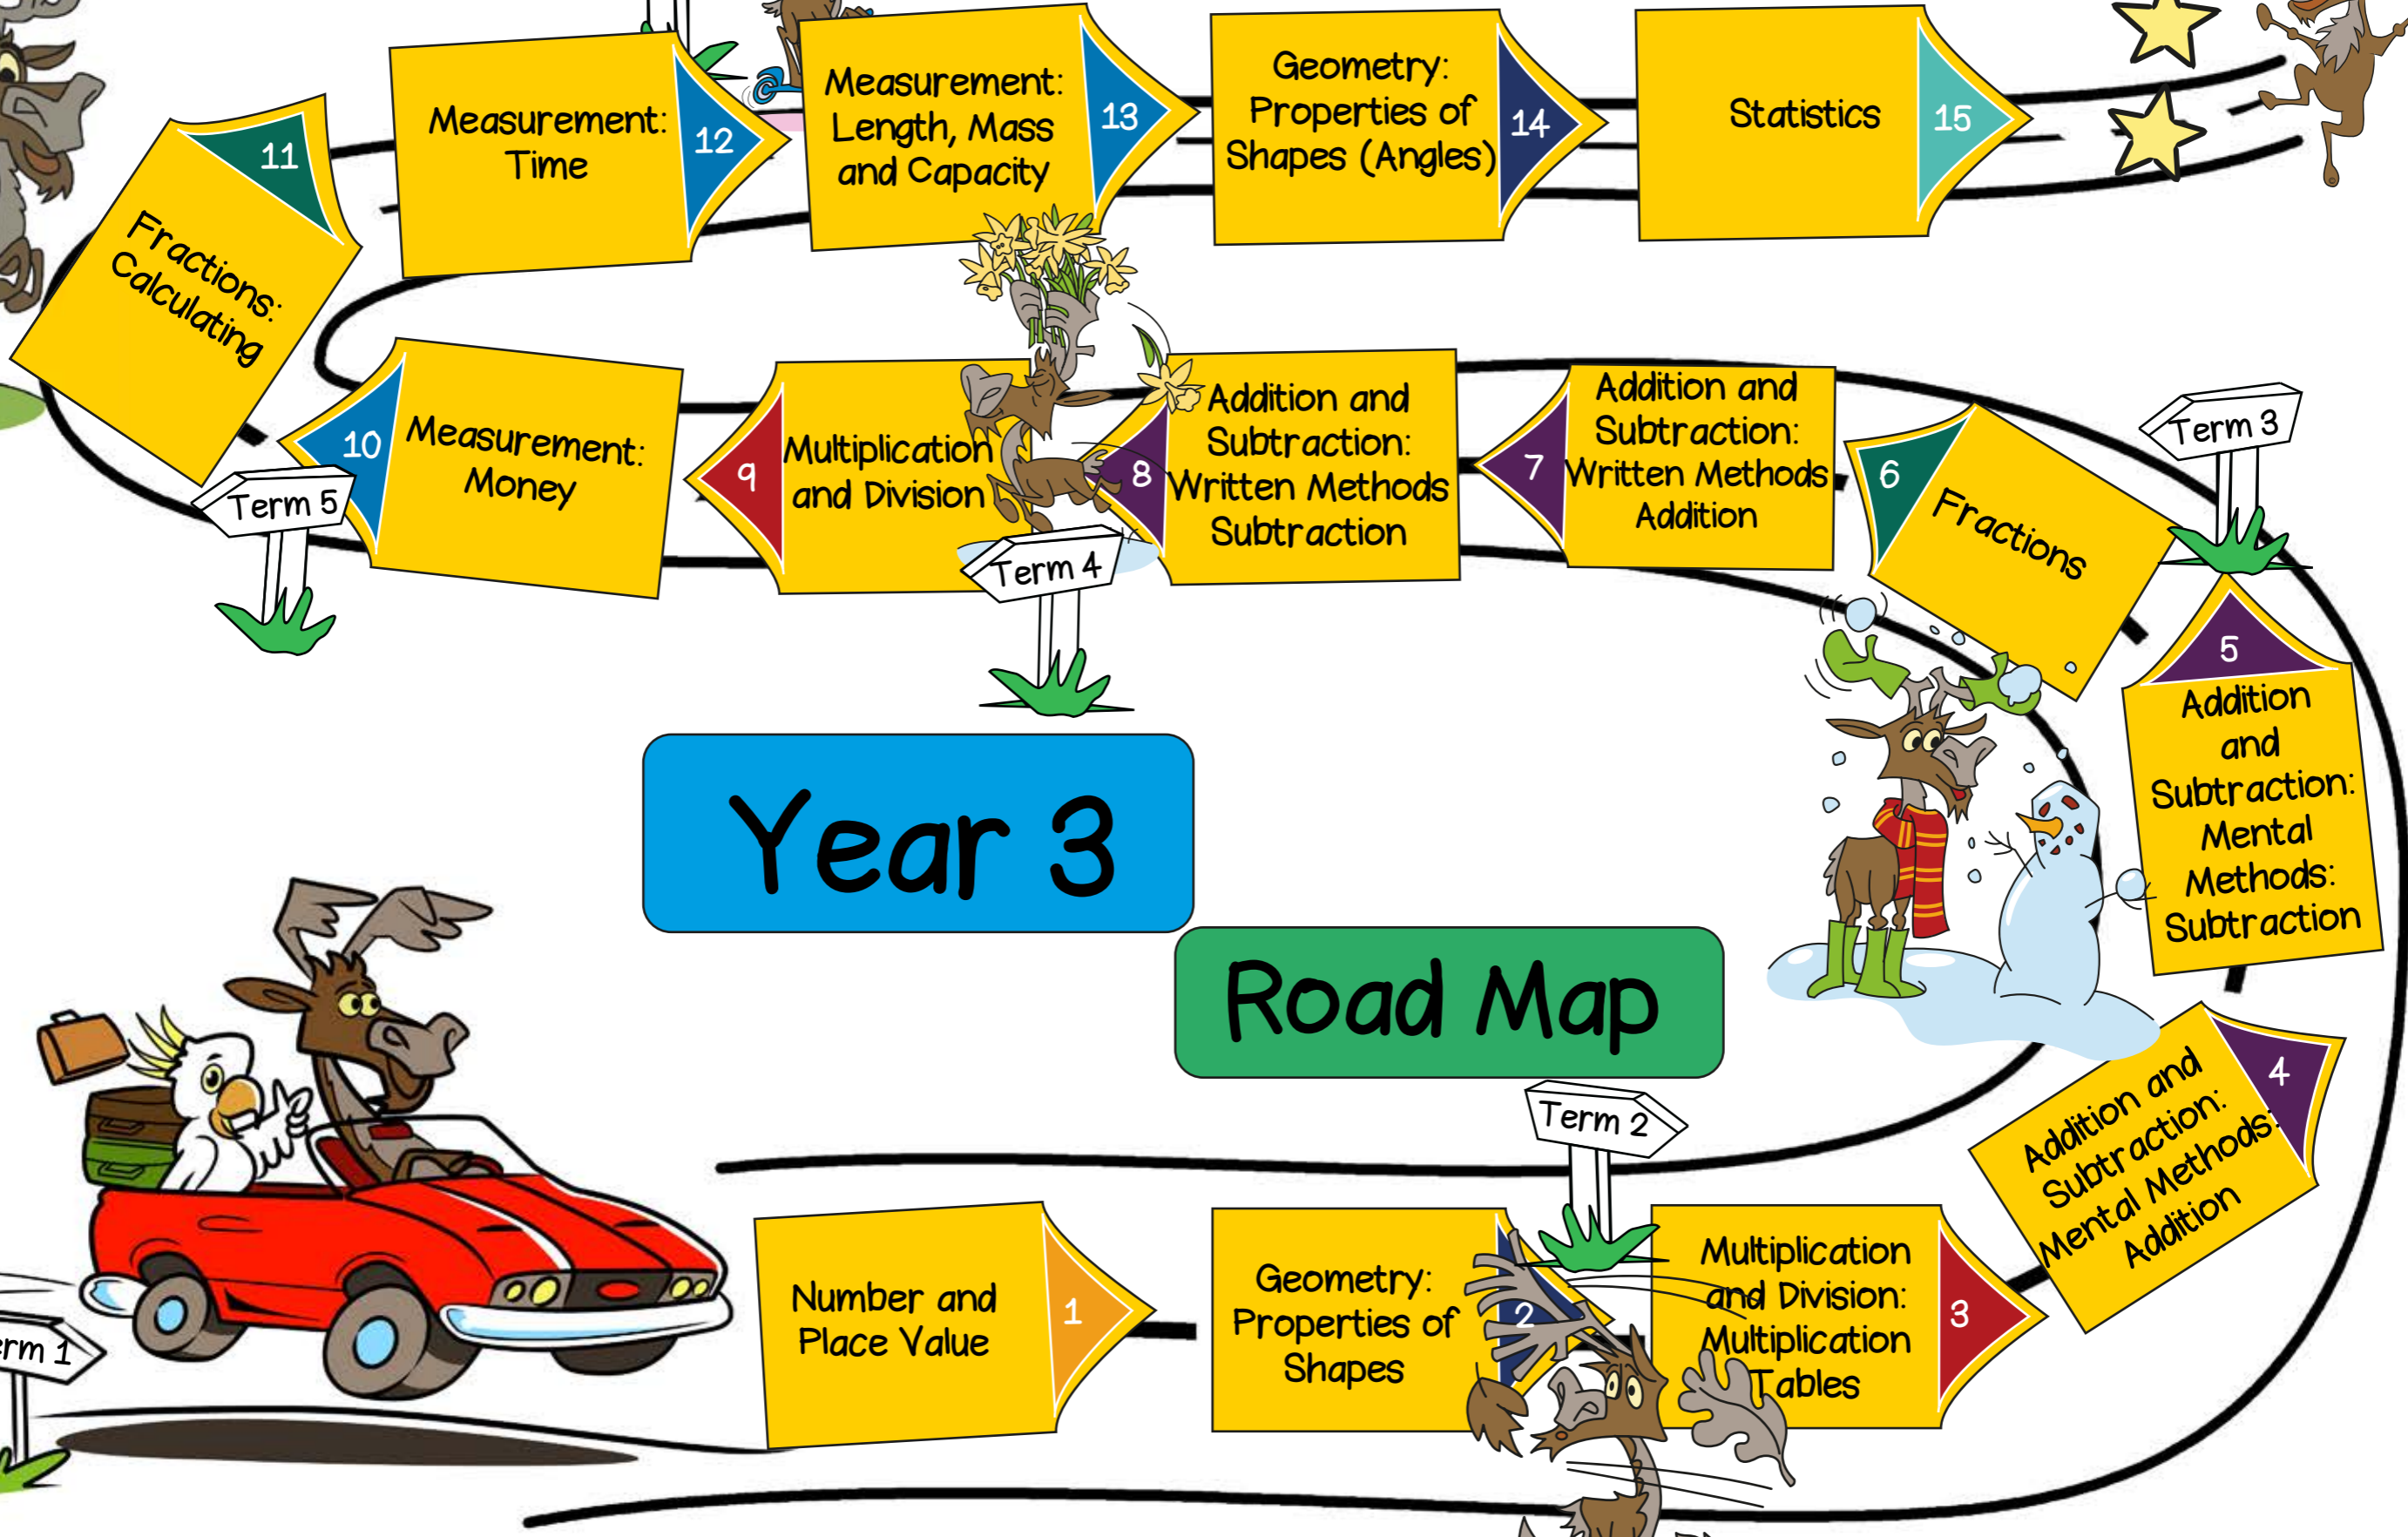 Number and
Place Value
1
Geometry:
Properties of
Shapes
2
Term 2
Multiplication
and Division:
Multiplication
Tables
3
Addition and
Subtraction:
Mental Methods:
Addition
4
5
Addition
and
Subtraction:
Mental
Methods:
Subtraction
Term 3
6
Fractions
7
Addition and
Subtraction:
Written Methods
Addition
8
Addition and
Subtraction:
Written Methods
Subtraction
Term 4
9
Multiplication
and Division
10
Measurement:
Money
Term 5
11
Fractions:
Calculating
Measurement:
Time
12
Measurement:
Length, Mass
and Capacity
13
Geometry:
Properties of
Shapes (Angles)
14
Statistics
15
Year 3
Road Map
erm 1